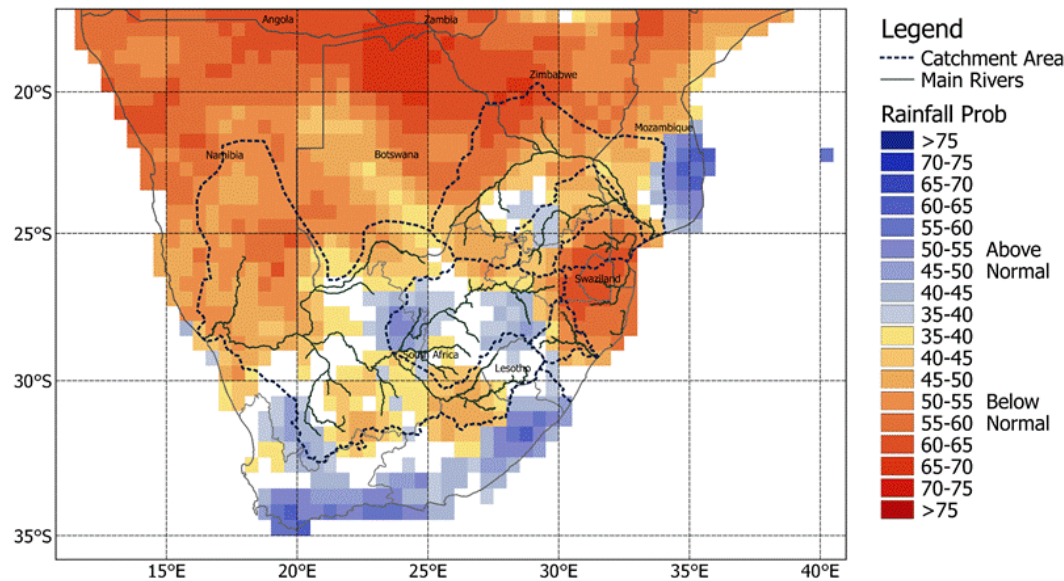 Angola
Zambia
Legend
Catchment Area
Main Rivers
20°S
Zimbabwe
Rainfall Prob
Mozambique
>75
70-75
Namibia
Botswana
65-70
60-65
55-60
25°S
50-55 Above
45-50 Normal
Swaziland
40-45
35-40
35-40
South Africa
40-45
Lesotho
30°S
45-50
50-55 Below
55-60 Normal
60-65
65-70
70-75
>75
35°S
15°E 20°E 25°E 30°E 35°E 40°E